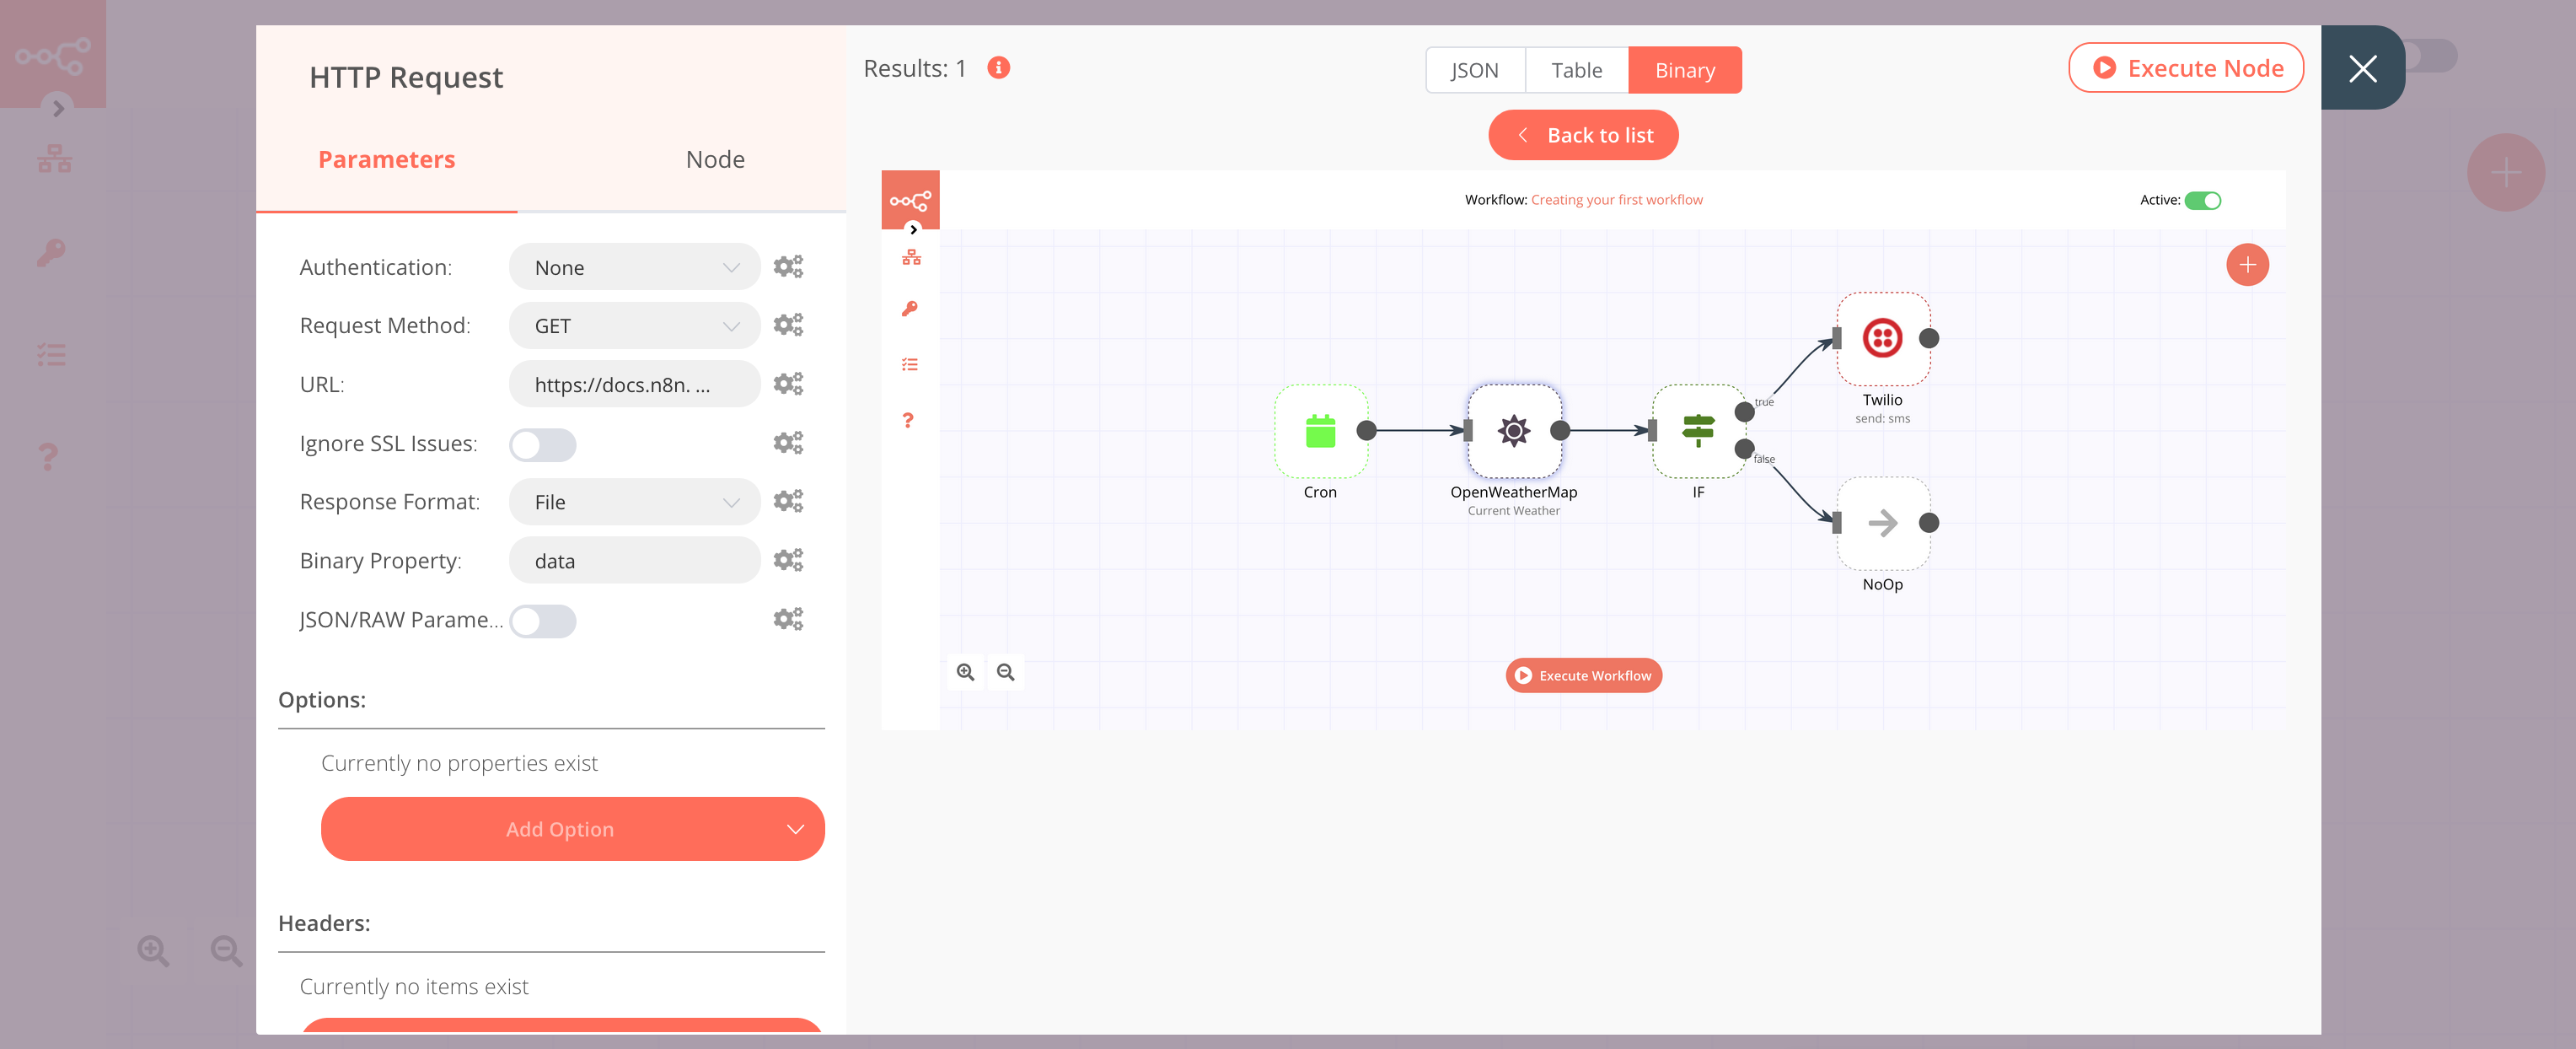 HTTP Request
Parameters
Node
Authentication:
None
Request Method:
GET
URL:
https://docs.n8n. ...
Ignore SSL Issues:
Response Format:
File
Binary Property:
data
JSON/RAW Parame...
Options:
Currently no properties exist
Add Option
Headers:
Currently no items exist
Results: 1
JSON
Table
Binary
Execute Node
Back to list
Workflow: Creating your first workflow
Active:
Cron
OpenWeatherMap
Current Weather
IF
true
false
Twilio
send: sms
NoOp
Execute Workflow